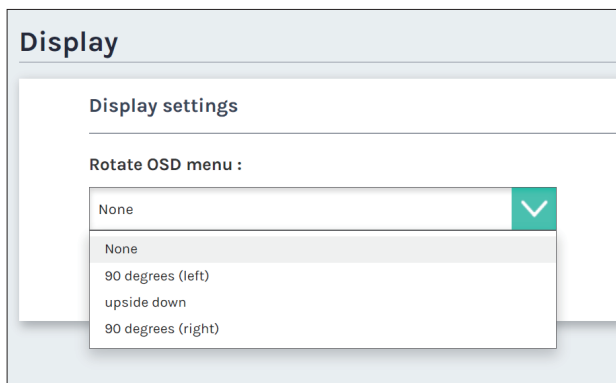 Display
Display settings
Rotate OSD menu :
None
None
90 degrees (left)
upside down
90 degrees (right)